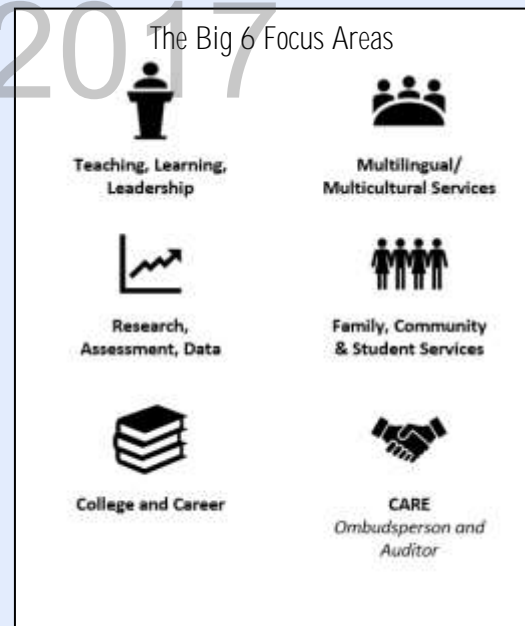 2017
The Big 6 Focus Areas
Teaching, Learning,
Leadership
Multilingual/
Multicultural Services
Research,
Assessment, Data
Family, Community
& Student Services
College and Career
CARE
Ombudsperson and
Auditor